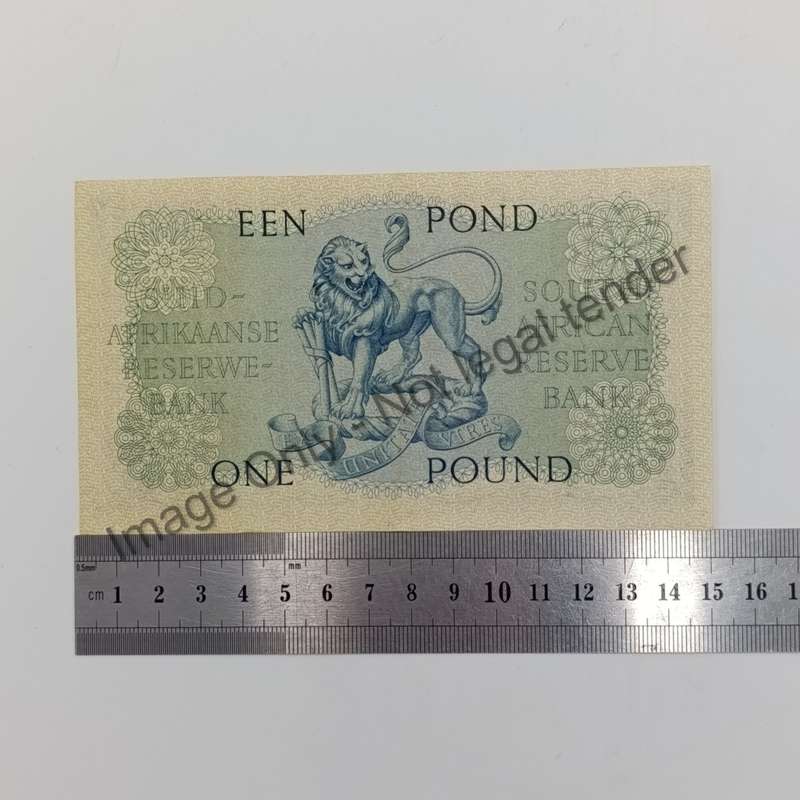 EEN POND
SUID-
AFRIKAANSE
RESERWE-
BANK
SOUTH
AFRICAN
RESERVE
BANK
EX UNITATE VIRES
ONE POUND
Image Only - Not legal tender
0.5mm
mm
cm 1 2 3 4 5 6 7 8 9 10 11 12 13 14 15 16